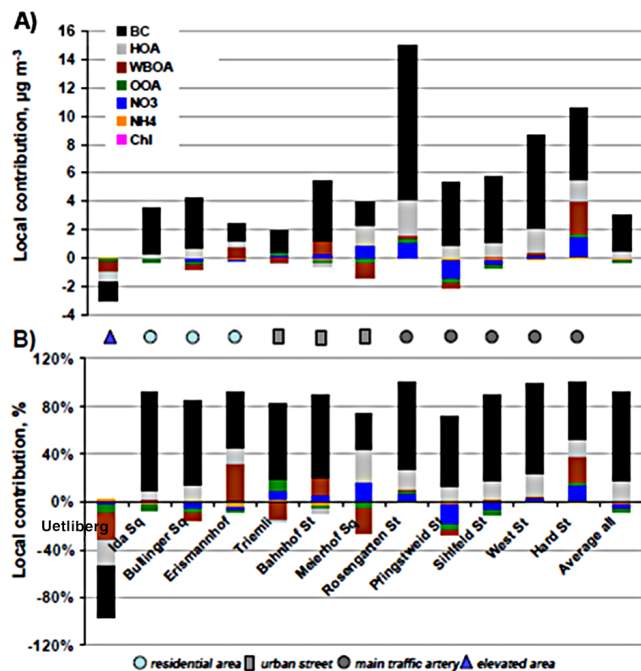 A)
Local contribution, µg m-3
16
14
12
10
8
6
4
2
0
-2
-4
BC
HOA
WBOA
OOA
NO3
NH4
Chl
B)
Local contribution, %
120%
80%
40%
0%
-40%
-80%
-120%
Uetliberg
Ida Sq
Bullinger Sq
Erismannhof
Triemli
Bahnhof St
Meierhof Sq
Rosengarten St
Pfingstweid St
Sihlfeld St
West St
Hard St
Average all
residential area urban street main traffic artery elevated area